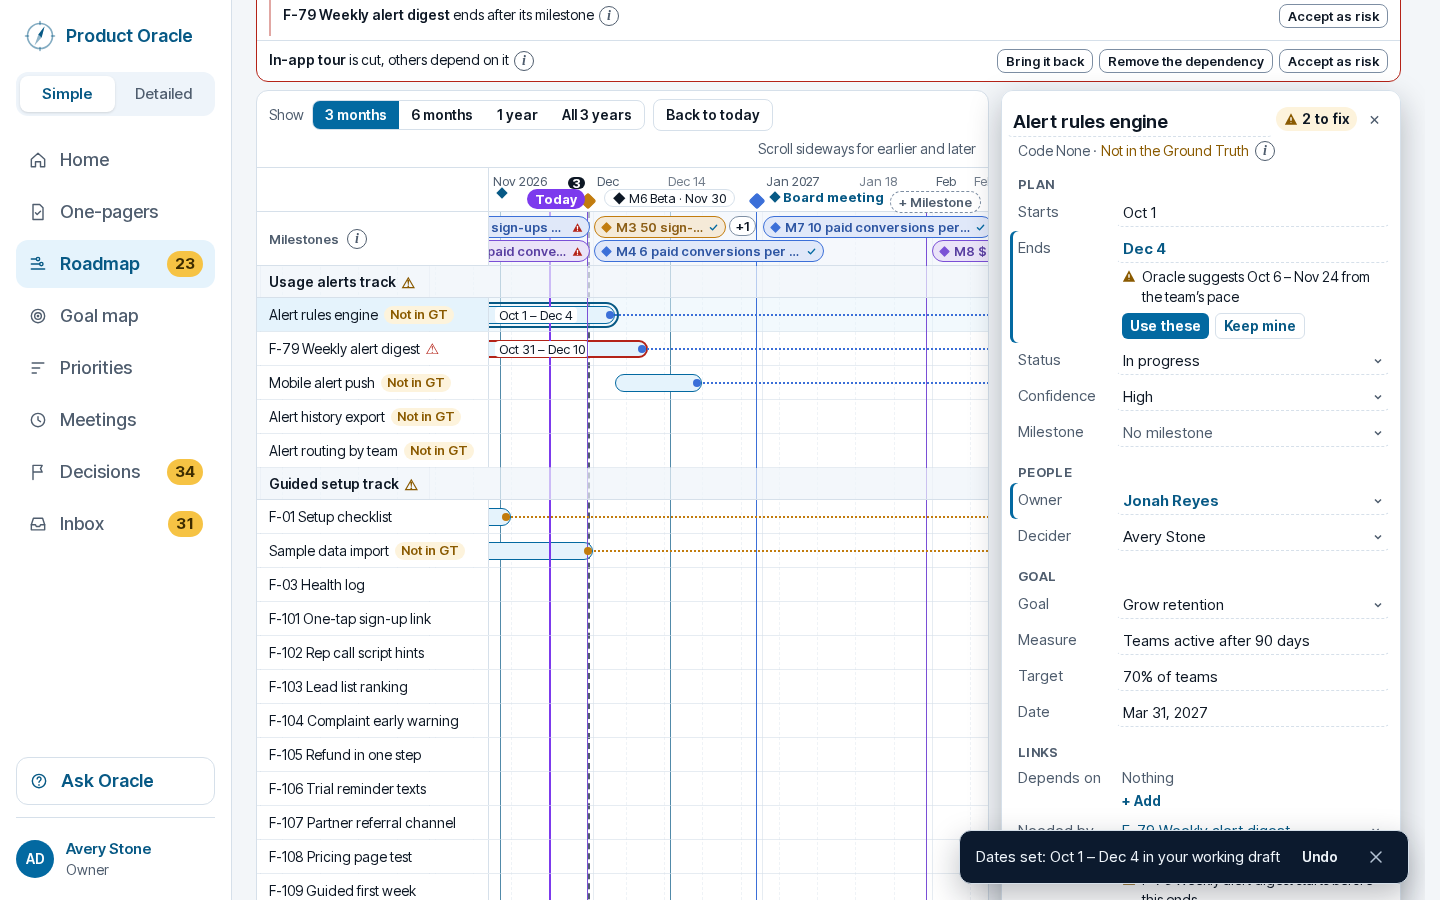 Product Oracle
Simple
Detailed
Home
One-pagers
Roadmap
23
Goal map
Priorities
Meetings
Decisions
34
Inbox
31
Ask Oracle
AD
Avery Stone
Owner
F-79 Weekly alert digest ends after its milestone
i
Accept as risk
In-app tour is cut, others depend on it
i
Bring it back
Remove the dependency
Accept as risk
Show
3 months
6 months
1 year
All 3 years
Back to today
Scroll sideways for earlier and later
Nov 2026
3
Dec
Dec 14
Jan 2027
Jan 18
Feb
Fe
Today
M6 Beta · Nov 30
Board meeting
+ Milestone
Milestones
i
sign-ups ...
M3 50 sign-...
+1
M7 10 paid conversions per...
paid conve...
M4 6 paid conversions per ...
M8 $
Usage alerts track
Alert rules engine
Not in GT
Oct 1 – Dec 4
F-79 Weekly alert digest
Oct 31 – Dec 10
Mobile alert push
Not in GT
Alert history export
Not in GT
Alert routing by team
Not in GT
Guided setup track
F-01 Setup checklist
Sample data import
Not in GT
F-03 Health log
F-101 One-tap sign-up link
F-102 Rep call script hints
F-103 Lead list ranking
F-104 Complaint early warning
F-105 Refund in one step
F-106 Trial reminder texts
F-107 Partner referral channel
F-108 Pricing page test
F-109 Guided first week
Alert rules engine
2 to fix
×
Code None · Not in the Ground Truth
i
PLAN
Starts
Oct 1
Ends
Dec 4
Oracle suggests Oct 6 – Nov 24 from
the team's pace
Use these
Keep mine
Status
In progress
Confidence
High
Milestone
No milestone
PEOPLE
Owner
Jonah Reyes
Decider
Avery Stone
GOAL
Goal
Grow retention
Measure
Teams active after 90 days
Target
70% of teams
Date
Mar 31, 2027
LINKS
Depends on
Nothing
+ Add
Needed by
F-79 Weekly alert digest
Dates set: Oct 1 – Dec 4 in your working draft
Undo
F-79 Weekly alert digest starts before
this ends